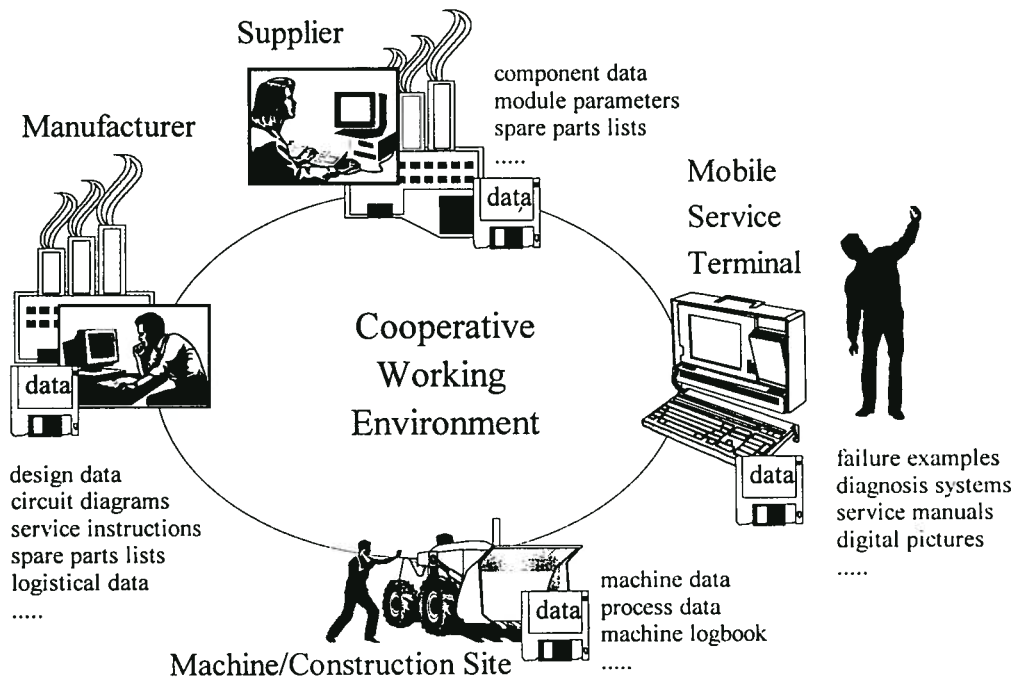 Supplier
component data
module parameters
spare parts lists
.....
data
Manufacturer
data
design data
circuit diagrams
service instructions
spare parts lists
logistical data
.....
Cooperative
Working
Environment
Mobile
Service
Terminal
data
failure examples
diagnosis systems
service manuals
digital pictures
.....
data
machine data
process data
machine logbook
.....
Machine/Construction Site